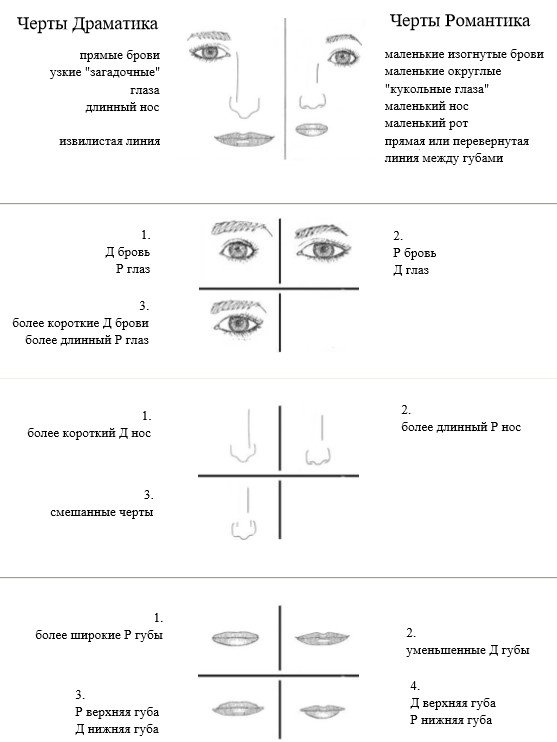 Черты Драматика
прямые брови
узкие "загадочные"
глаза
длинный нос
извилистая линия
Черты Романтика
маленькие изогнутые брови
маленькие округлые
"кукольные глаза"
маленький нос
маленький рот
прямая или перевернутая
линия между губами
1.
Д бровь
Р глаз
2.
Р бровь
Д глаз
3.
более короткие Д брови
более длинный Р глаз
1.
более короткий Д нос
2.
более длинный Р нос
3.
смешанные черты
1.
более широкие Р губы
2.
уменьшенные Д губы
3.
Р верхняя губа
Д нижняя губа
4.
Д верхняя губа
Р нижняя губа